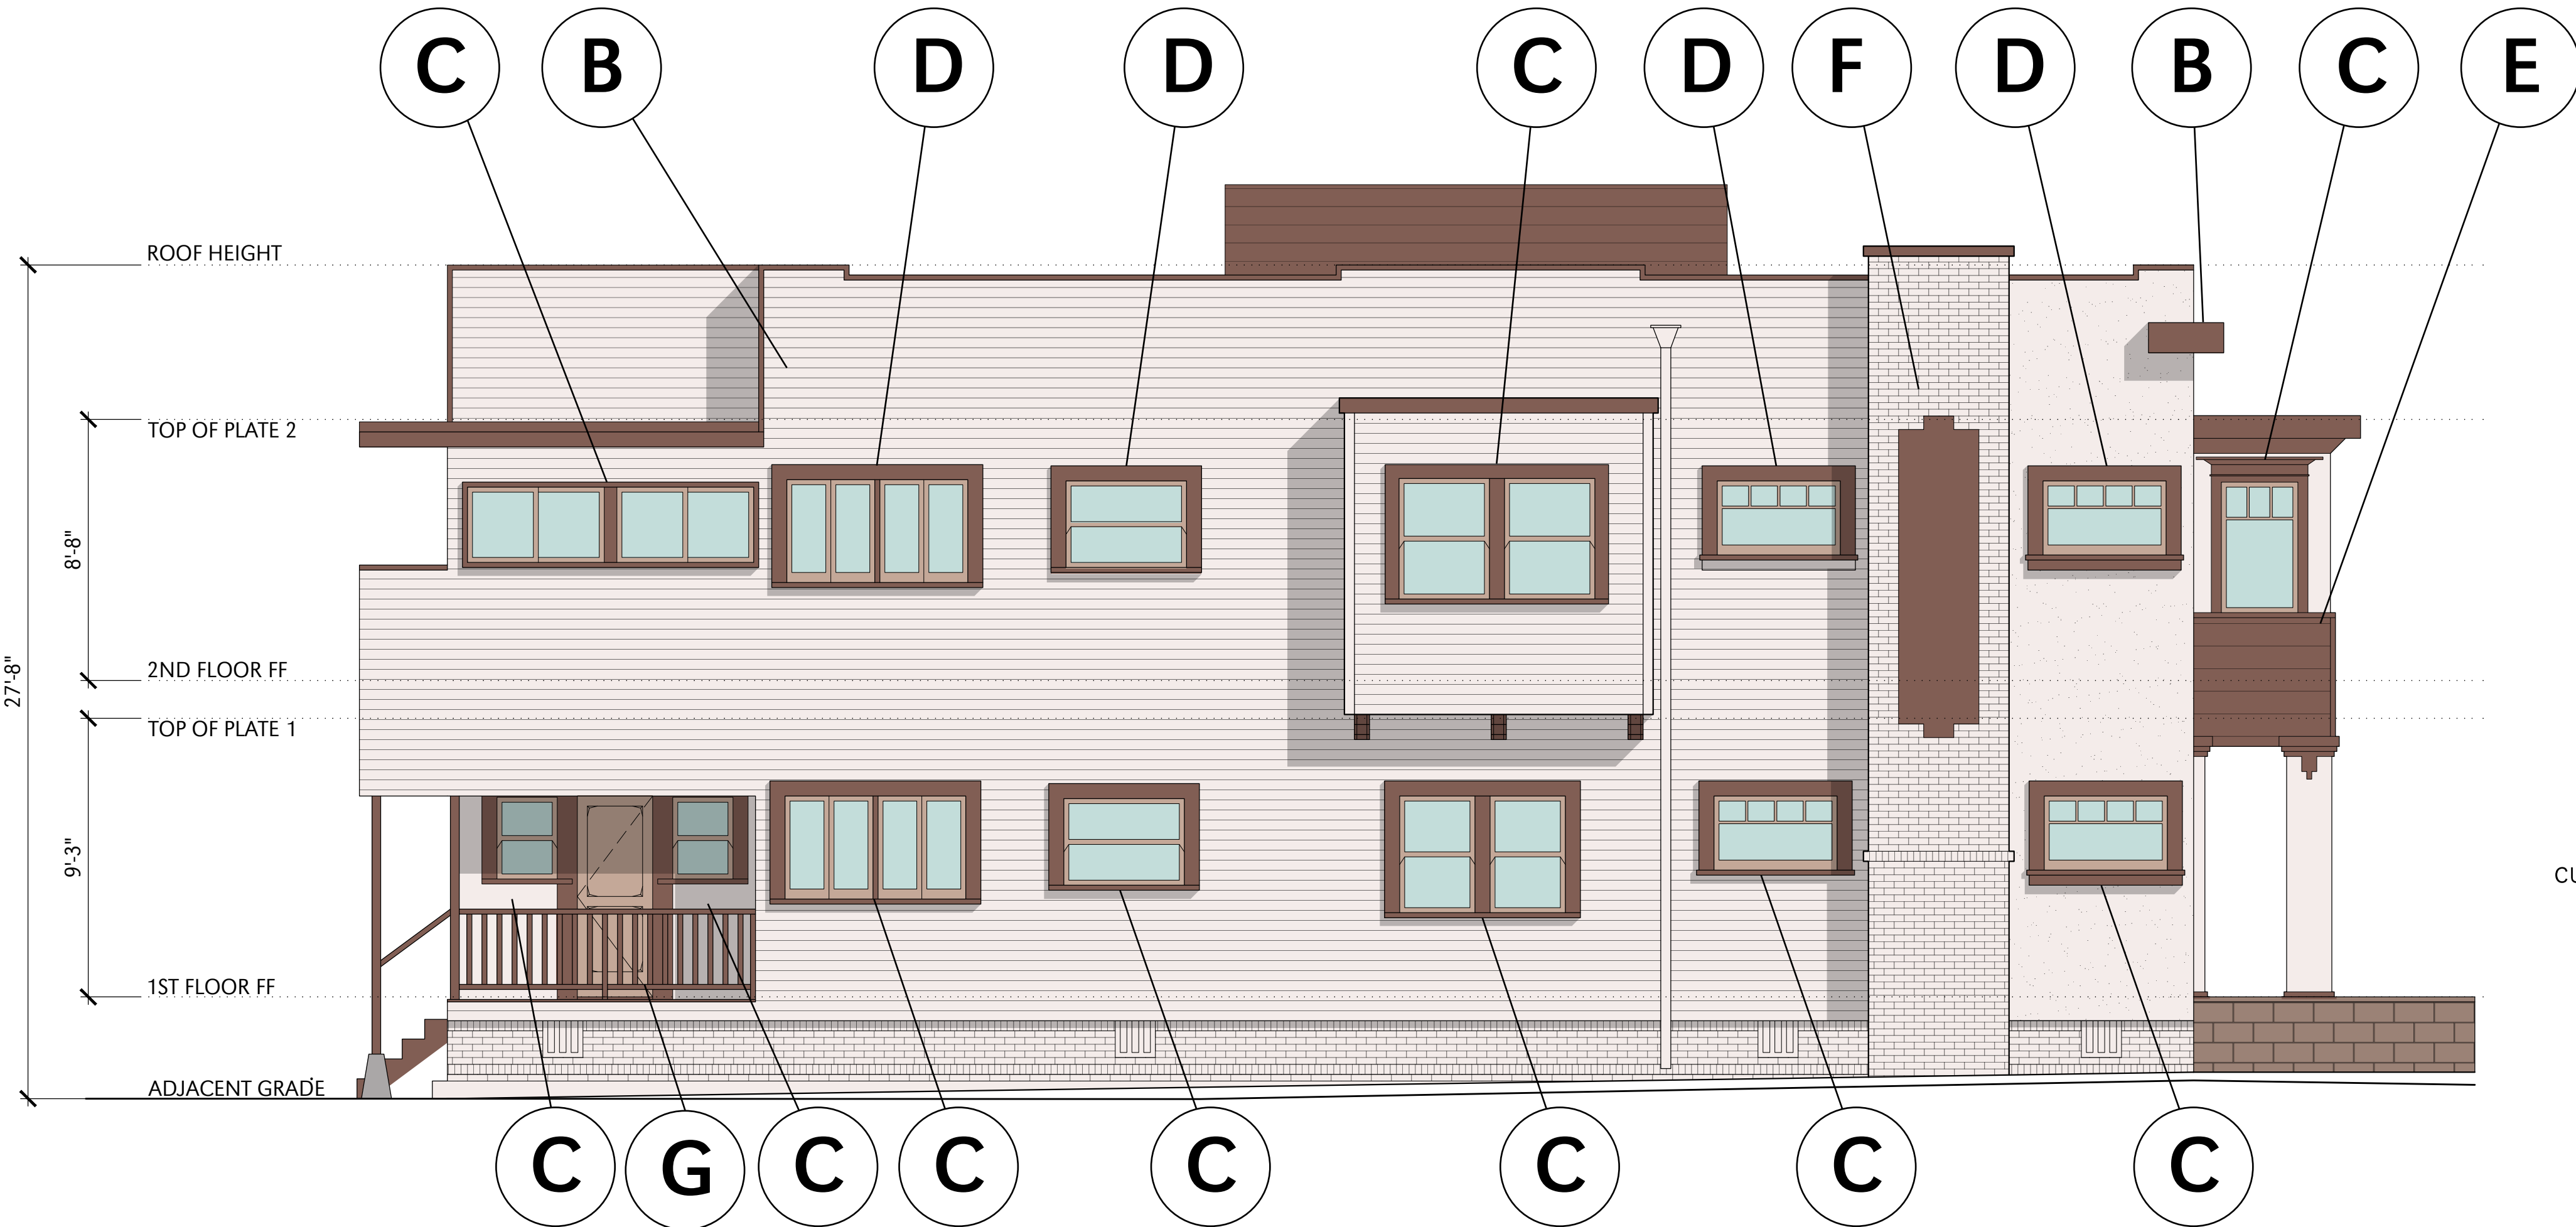 C B D D C D F D B C E
ROOF HEIGHT
TOP OF PLATE 2
8'-8"
2ND FLOOR FF
27'-8"
TOP OF PLATE 1
9'-3"
CU
1ST FLOOR FF
ADJACENT GRADE
C G C C C C C C